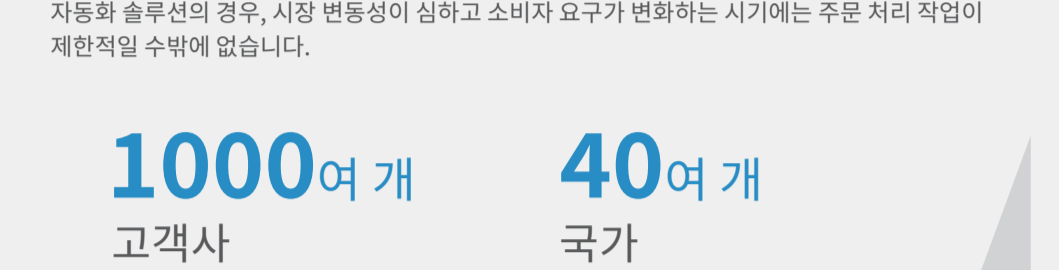 자동화 솔루션의 경우, 시장 변동성이 심하고 소비자 요구가 변화하는 시기에는 주문 처리 작업이
제한적일 수밖에 없습니다.
1000여 개 40여 개
고객사 국가